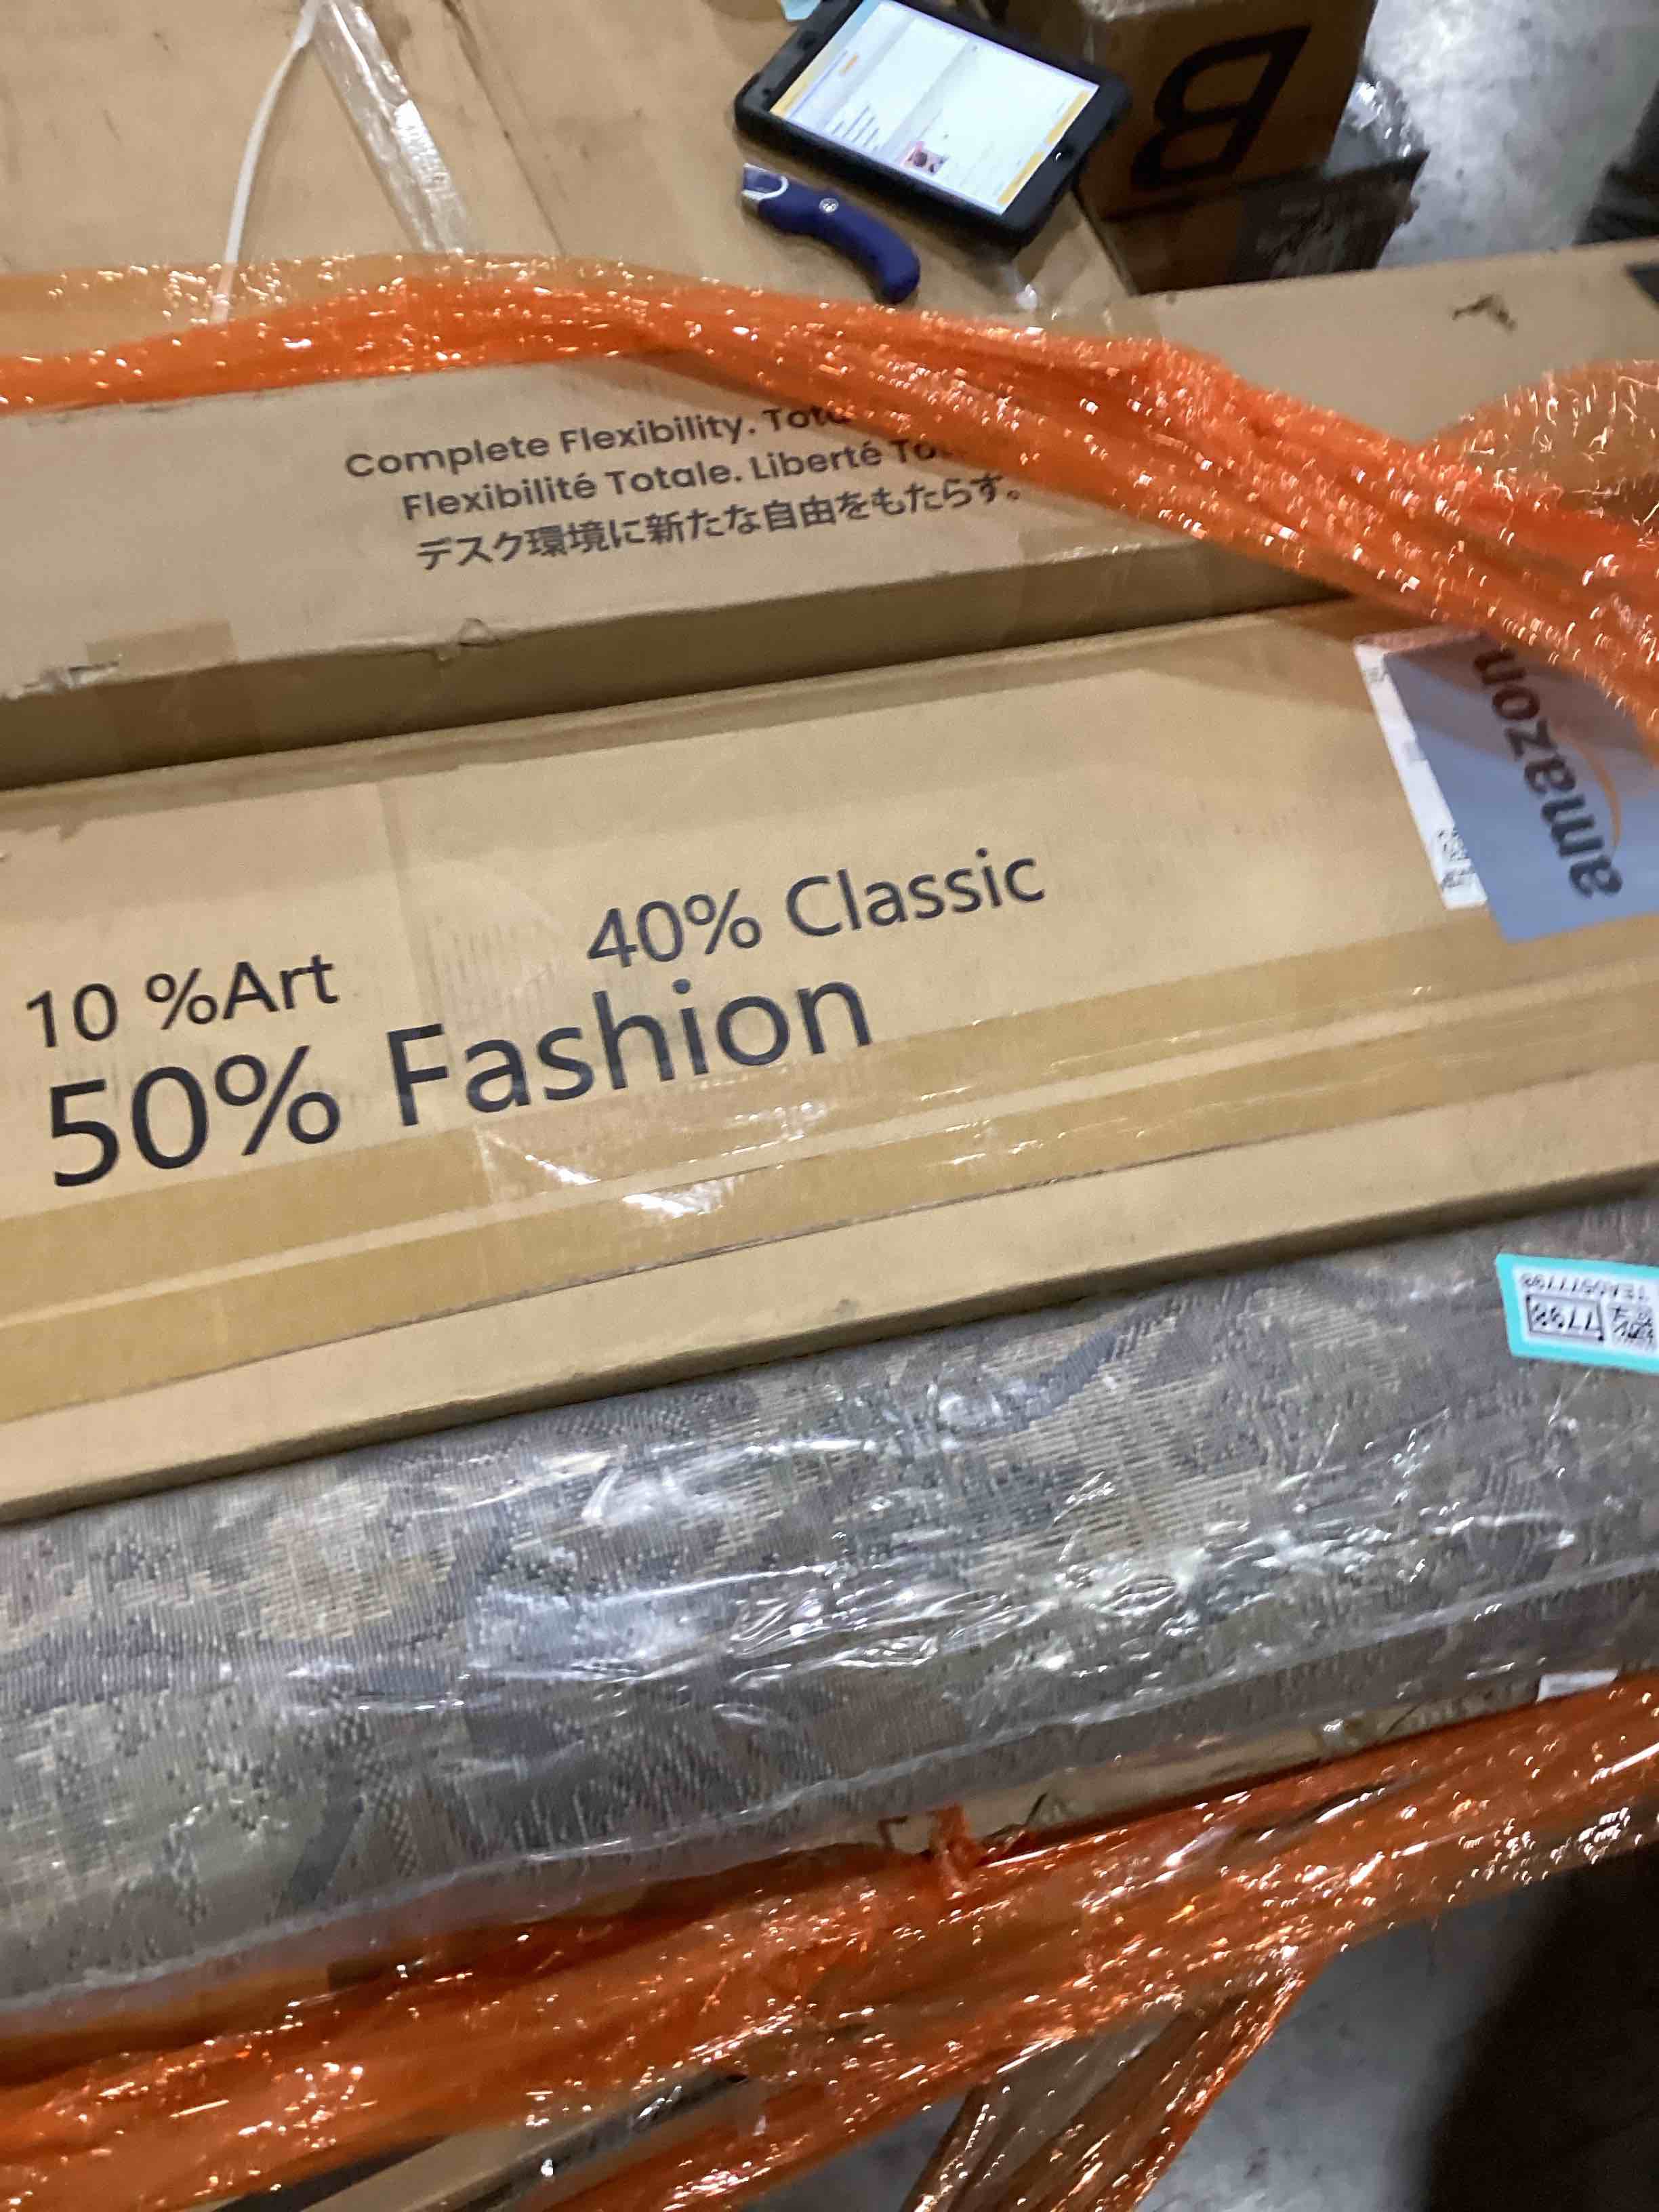 B
Complete Flexibility.
Flexibilité Totale. Liberté
デスク環境に新たな自由をもたらす。
amazon
10 %Art
40% Classic
50% Fashion
7798